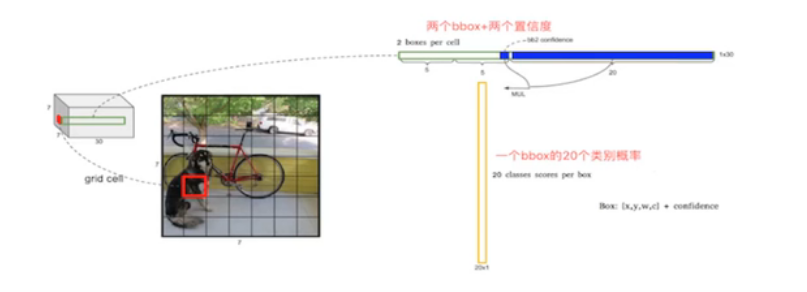 两个bbox+两个置信度
2 boxes per cell
bb2 confidence
1x30
5
5
20
MUL
7
7
30
grid cell
7
7
一个bbox的20个类别概率
20 classes scores per box
Box: [x,y,w,c] + confidence
20x1